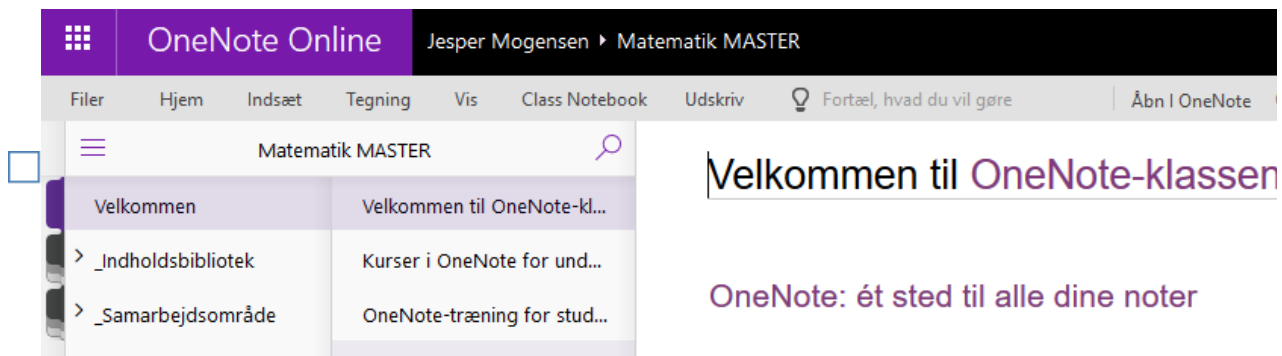 OneNote Online Jesper Mogensen ▸ Matematik MASTER
Filer Hjem Indsæt Tegning Vis Class Notebook Udskriv Fortæl, hvad du vil gøre Åbn I OneNote
Matematik MASTER
Velkommen til OneNote-klassen
Velkommen Velkommen til OneNote-kl...
_Indholdsbibliotek Kurser i OneNote for und...
OneNote: ét sted til alle dine noter
_Samarbejdsområde OneNote-træning for stud...